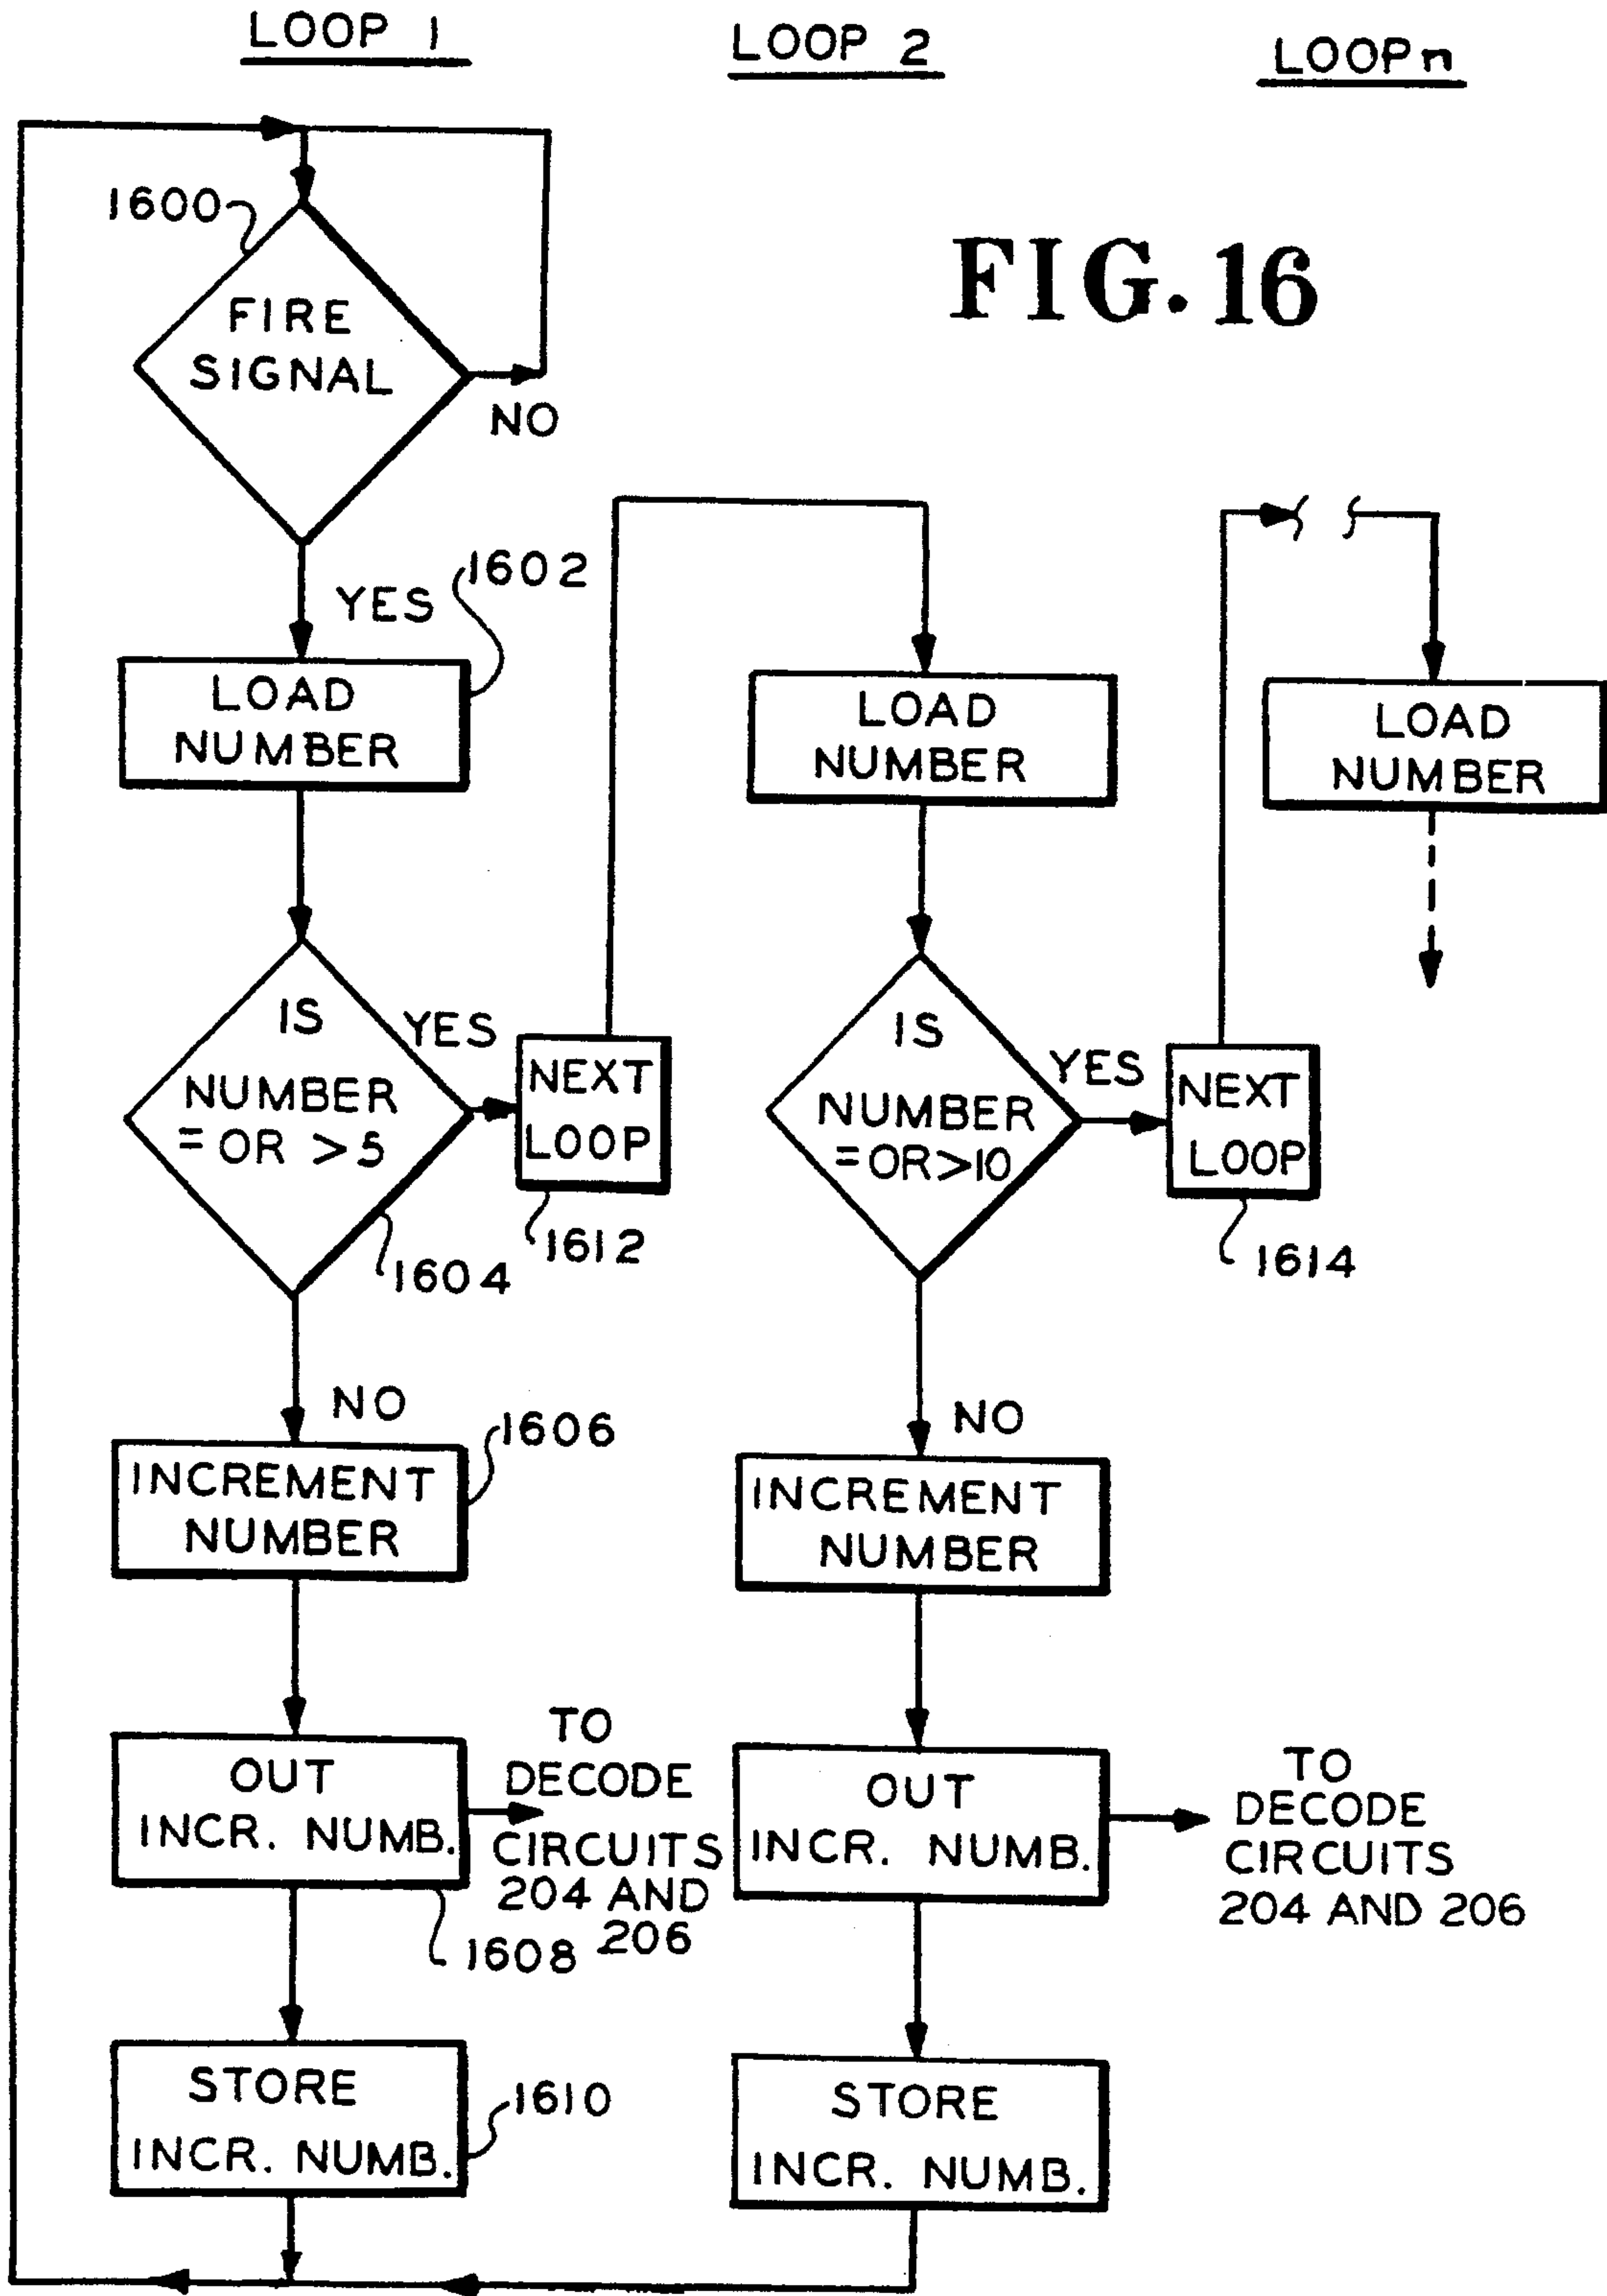 LOOP 1
LOOP 2
LOOP n
FIG. 16
1600
FIRE
SIGNAL
NO
YES
1602
LOAD
NUMBER
IS
NUMBER
= OR > 5
YES
1604
NEXT
LOOP
1612
NO
INCREMENT
NUMBER
1606
OUT
INCR. NUMB.
1608
TO
DECODE
CIRCUITS
204 AND
206
STORE
INCR. NUMB.
1610
LOAD
NUMBER
IS
NUMBER
= OR > 10
YES
NEXT
LOOP
1614
NO
INCREMENT
NUMBER
OUT
INCR. NUMB.
TO
DECODE
CIRCUITS
204 AND 206
STORE
INCR. NUMB.
LOAD
NUMBER